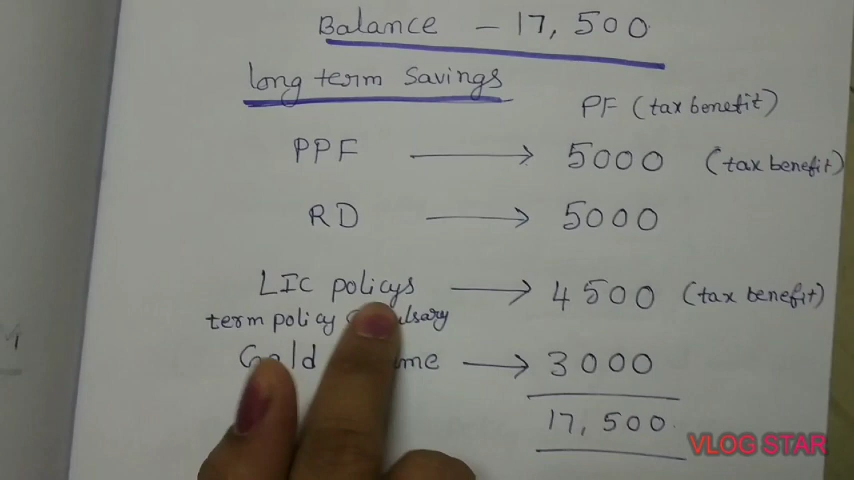 Balance - 17,500
Long term Savings
PF (tax benefit)
PPF → 5000 (tax benefit)
RD → 5000
LIC policys → 4500 (tax benefit)
term policy
→ 3000
17,500
VLOG STAR